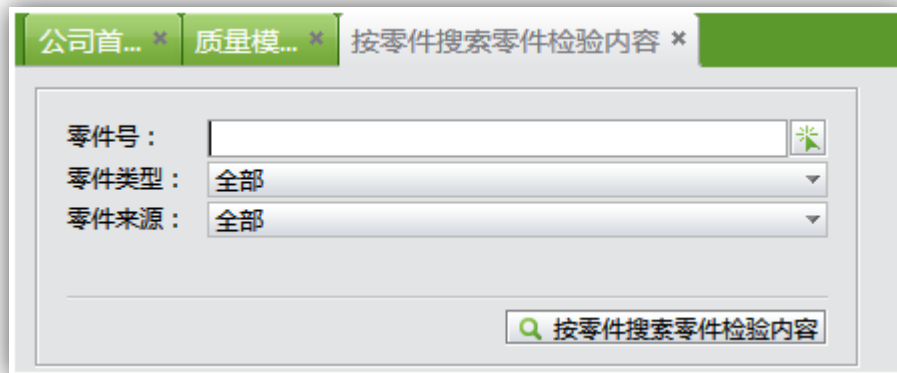 公司首... × 质量模... × 按零件搜索零件检验内容 ×
零件号：
零件类型： 全部
零件来源： 全部
按零件搜索零件检验内容